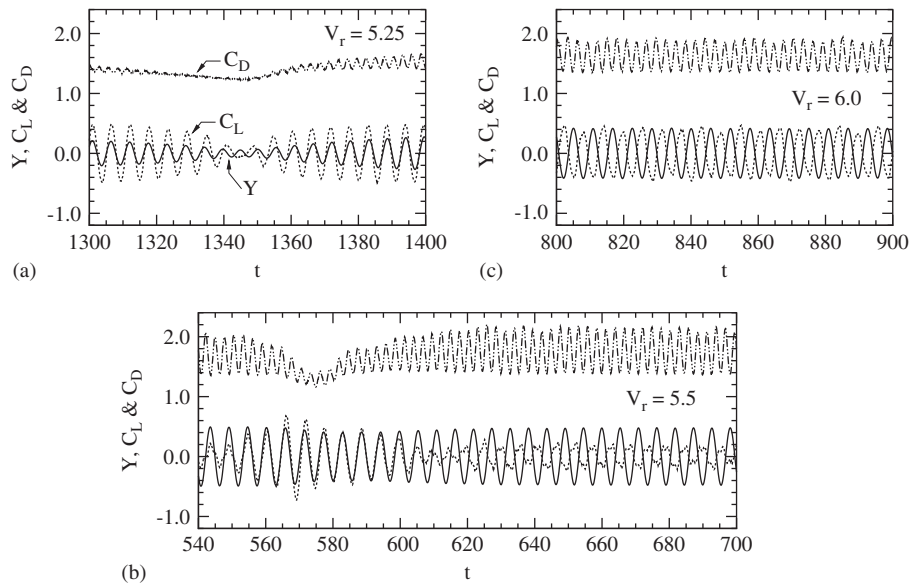 2.0
1.0
0.0
-1.0
Y, C_L & C_D
V_r = 5.25
C_D
C_L
Y
1300 1320 1340 1360 1380 1400
(a)
t
2.0
1.0
0.0
-1.0
Y, C_L & C_D
V_r = 6.0
800 820 840 860 880 900
(c)
t
2.0
1.0
0.0
-1.0
Y, C_L & C_D
V_r = 5.5
540 560 580 600 620 640 660 680 700
(b)
t